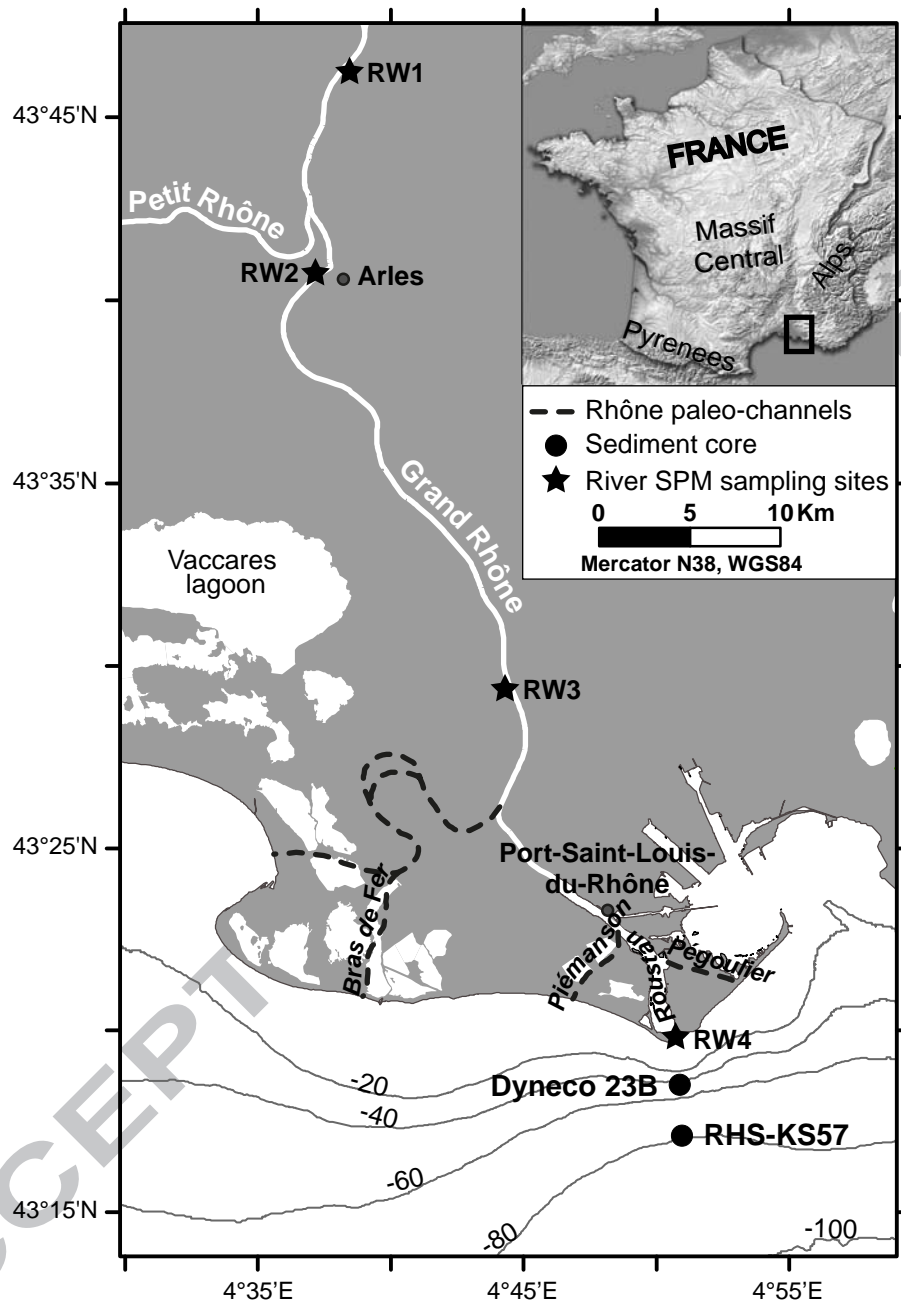 RW1
43°45'N
FRANCE
Massif
Central
Alps
Pyrenees
Petit Rhône
RW2
Arles
Rhône paleo-channels
Sediment core
River SPM sampling sites
0 5 10 Km
Mercator N38, WGS84
43°35'N
Grand Rhône
Vaccares
lagoon
RW3
43°25'N
Port-Saint-Louis-
du-Rhône
Bras de Fer
Piémanson
Roustan
Pégoulier
RW4
-20
Dyneco 23B
-40
RHS-KS57
-60
43°15'N
-80
-100
CCEPT
4°35'E
4°45'E
4°55'E